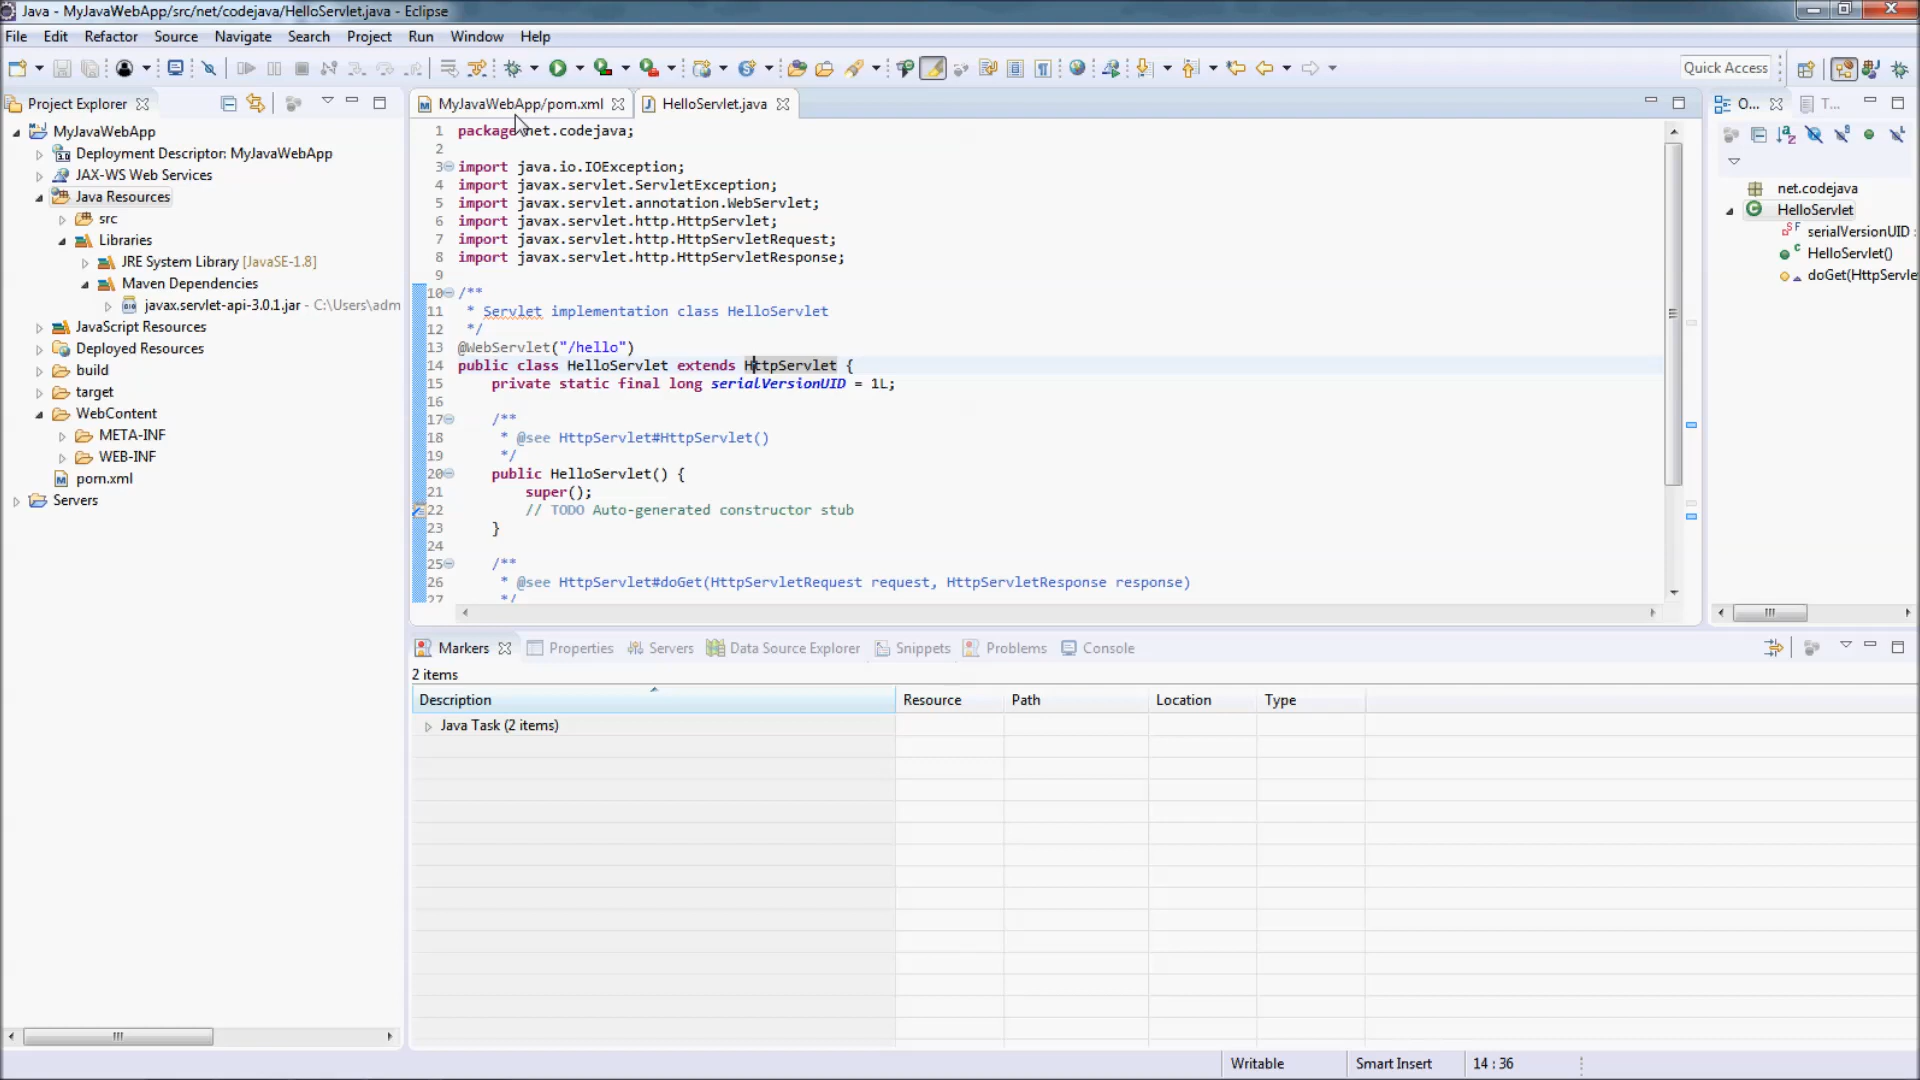 Java - MyJavaWebApp/src/net/codejava/HelloServlet.java - Eclipse
File Edit Refactor Source Navigate Search Project Run Window Help
Quick Access
Project Explorer
MyJavaWebApp
Deployment Descriptor: MyJavaWebApp
JAX-WS Web Services
Java Resources
src
Libraries
JRE System Library [JavaSE-1.8]
Maven Dependencies
javax.servlet-api-3.0.1.jar - C:\Users\adm
JavaScript Resources
Deployed Resources
build
target
WebContent
META-INF
WEB-INF
pom.xml
Servers
MyJavaWebApp/pom.xml
HelloServlet.java
1 package net.codejava;
2
3 import java.io.IOException;
4 import javax.servlet.ServletException;
5 import javax.servlet.annotation.WebServlet;
6 import javax.servlet.http.HttpServlet;
7 import javax.servlet.http.HttpServletRequest;
8 import javax.servlet.http.HttpServletResponse;
9
10 /**
11 * Servlet implementation class HelloServlet
12 */
13 @WebServlet("/hello")
14 public class HelloServlet extends HttpServlet {
15 private static final long serialVersionUID = 1L;
16
17 /**
18 * @see HttpServlet#HttpServlet()
19 */
20 public HelloServlet() {
21 super();
22 // TODO Auto-generated constructor stub
23 }
24
25 /**
26 * @see HttpServlet#doGet(HttpServletRequest request, HttpServletResponse response)
27 */
O...
T...
net.codejava
HelloServlet
serialVersionUID :
HelloServlet()
doGet(HttpServle
Markers
Properties
Servers
Data Source Explorer
Snippets
Problems
Console
2 items
Description Resource Path Location Type
Java Task (2 items)
Writable Smart Insert 14 : 36